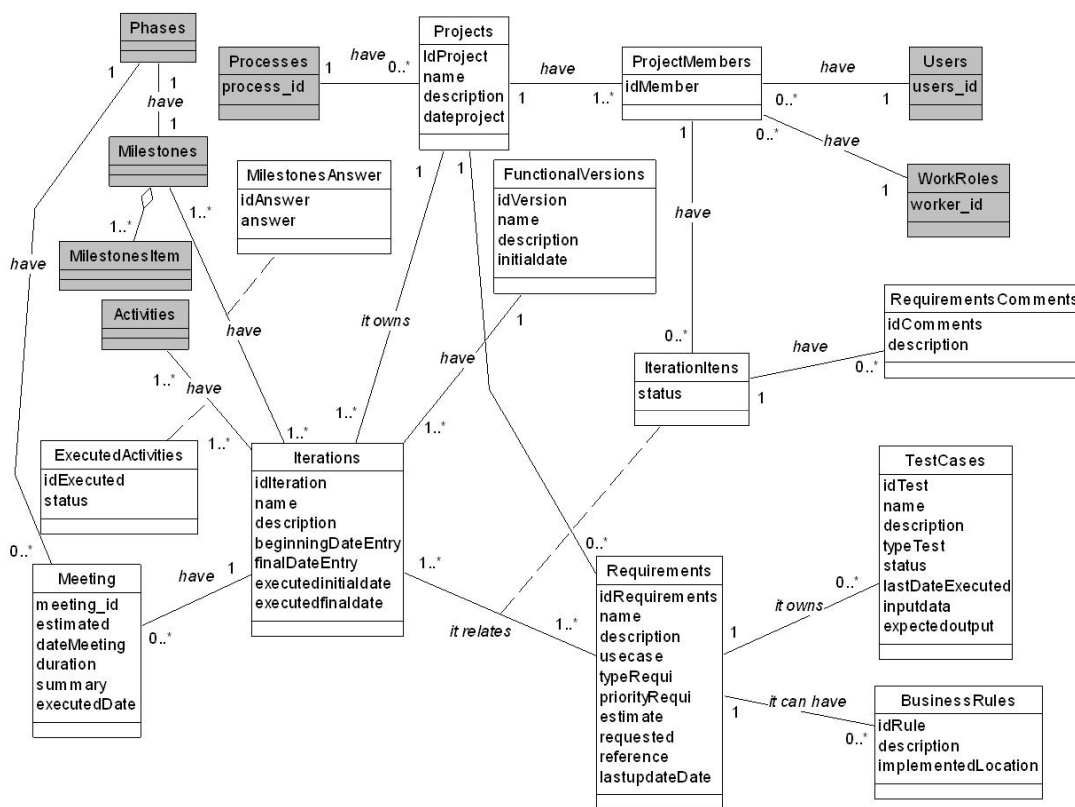 Phases
1
1
have
1
Milestones
1..*
1..*
MilestonesItem
have
Processes
process_id
1
have
0..*
Projects
IdProject
name
description
dateproject
1
have
1..*
ProjectMembers
idMember
have
0..*
1
Users
users_id
0..*
have
1
WorkRoles
worker_id
1
1
MilestonesAnswer
idAnswer
answer
FunctionalVersions
idVersion
name
description
initialdate
1
have
0..*
Activities
1..*
have
1..*
have
1..*
it owns
1..*
1
have
1..*
IterationItens
status
1
have
0..*
RequirementsComments
idComments
description
ExecutedActivities
idExecuted
status
Iterations
idIteration
name
description
beginningDateEntry
finalDateEntry
executedinitialdate
executedfinaldate
TestCases
idTest
name
description
typeTest
status
lastDateExecuted
inputdata
expectedoutput
0..*
Meeting
meeting_id
estimated
dateMeeting
duration
summary
executedDate
have
1
0..*
1..*
it relates
1..*
0..*
Requirements
idRequirements
name
description
usecase
typeRequi
priorityRequi
estimate
requested
reference
lastupdateDate
0..*
it owns
1
it can have
1
0..*
BusinessRules
idRule
description
implementedLocation